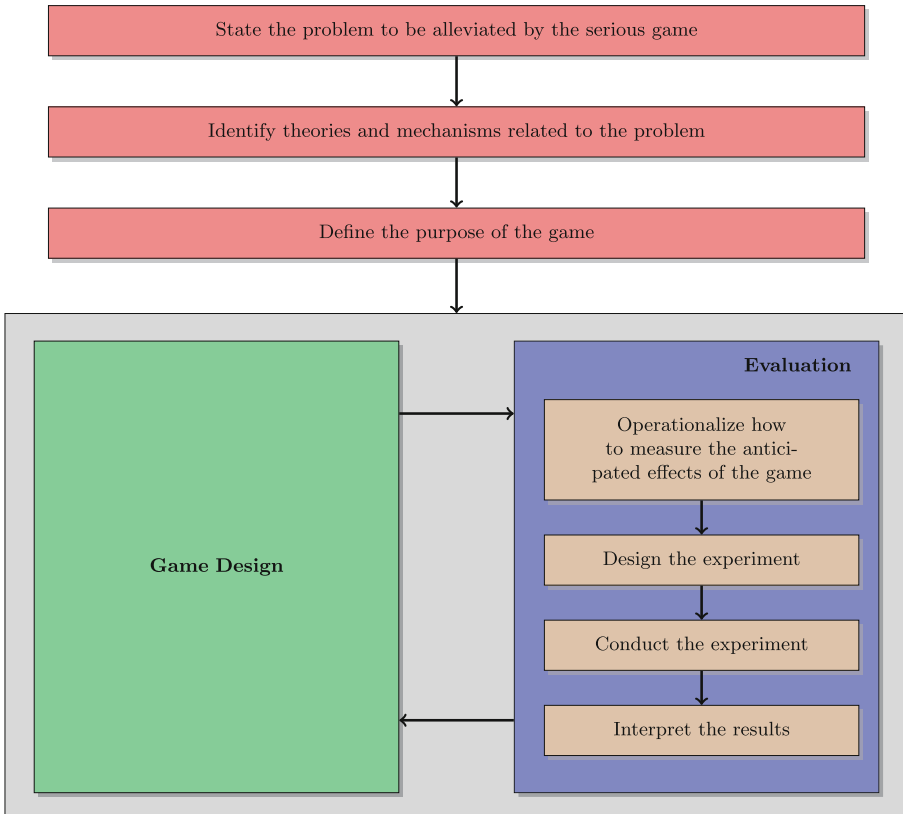 State the problem to be alleviated by the serious game
Identify theories and mechanisms related to the problem
Define the purpose of the game
Game Design
Evaluation
Operationalize how
to measure the antici-
pated effects of the game
Design the experiment
Conduct the experiment
Interpret the results